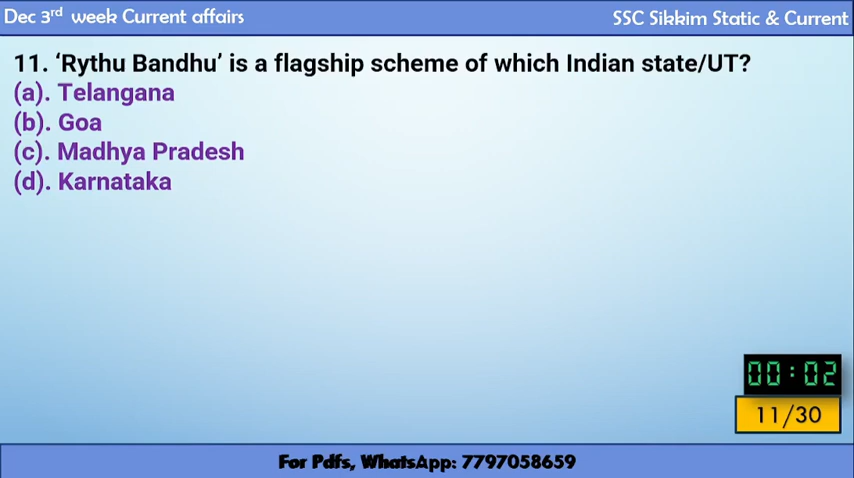 Dec 3rd week Current affairs
SSC Sikkim Static & Current
11. ‘Rythu Bandhu’ is a flagship scheme of which Indian state/UT?
(a). Telangana
(b). Goa
(c). Madhya Pradesh
(d). Karnataka
00:02
11/30
For Pdfs, WhatsApp: 7797058659